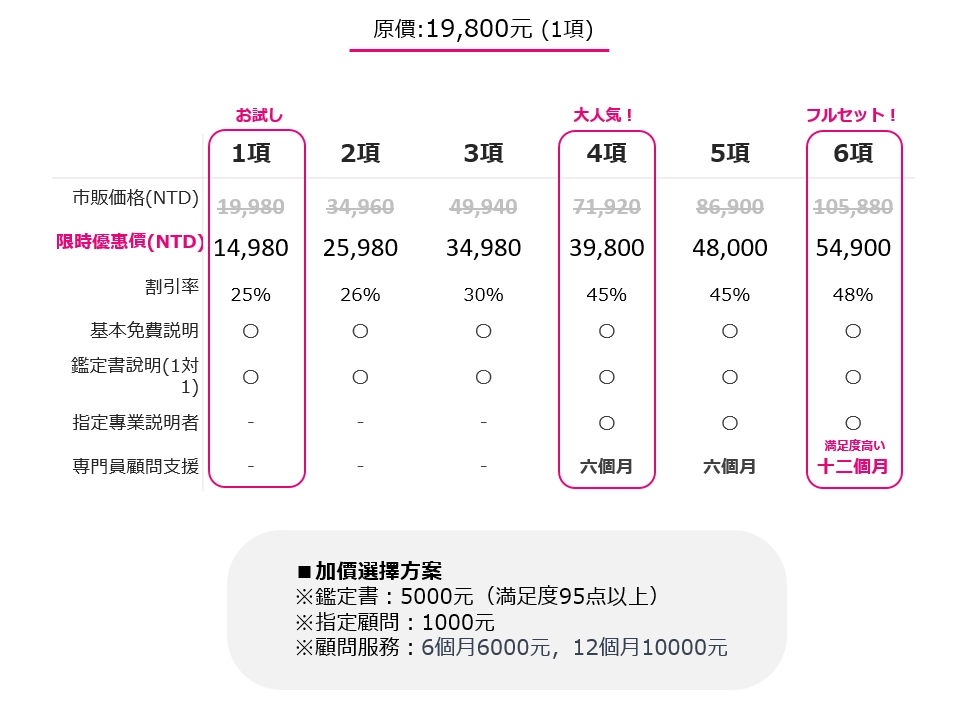 原價:19,800元 (1項)
お試し 大人気！ フルセット！
1項 2項 3項 4項 5項 6項
市販価格(NTD) 19,980 34,960 49,940 71,920 86,900 105,880
限時優惠價(NTD) 14,980 25,980 34,980 39,800 48,000 54,900
割引率 25% 26% 30% 45% 45% 48%
基本免費説明 〇 〇 〇 〇 〇 〇
鑑定書說明(1対
1) 〇 〇 〇 〇 〇 〇
指定專業説明者 - - - 〇 〇 〇
満足度高い
専門員顧問支援 - - - 六個月 六個月 十二個月
■加價選擇方案
※鑑定書：5000元（満足度95点以上）
※指定顧問：1000元
※顧問服務：6個月6000元，12個月10000元